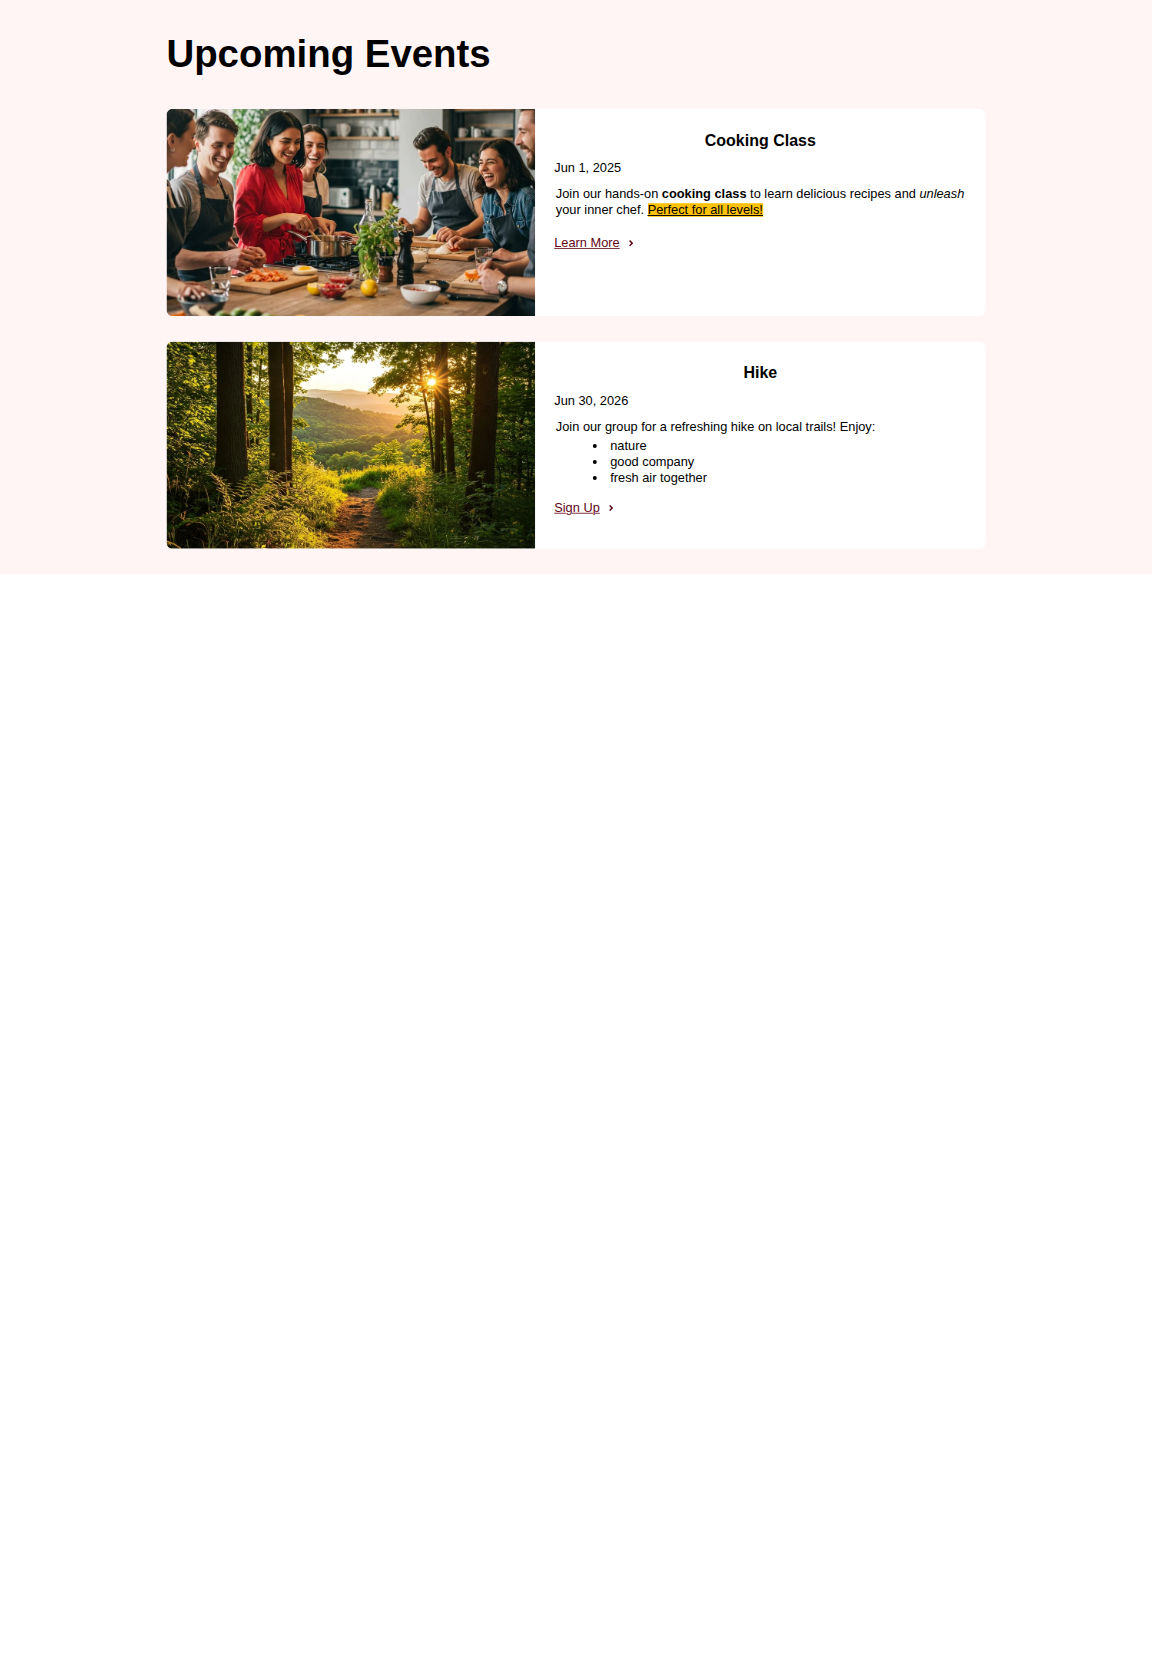 Upcoming Events
Cooking Class
Jun 1, 2025
Join our hands-on cooking class to learn delicious recipes and unleash
your inner chef. Perfect for all levels!
Learn More
Hike
Jun 30, 2026
Join our group for a refreshing hike on local trails! Enjoy:
• nature
• good company
• fresh air together
Sign Up